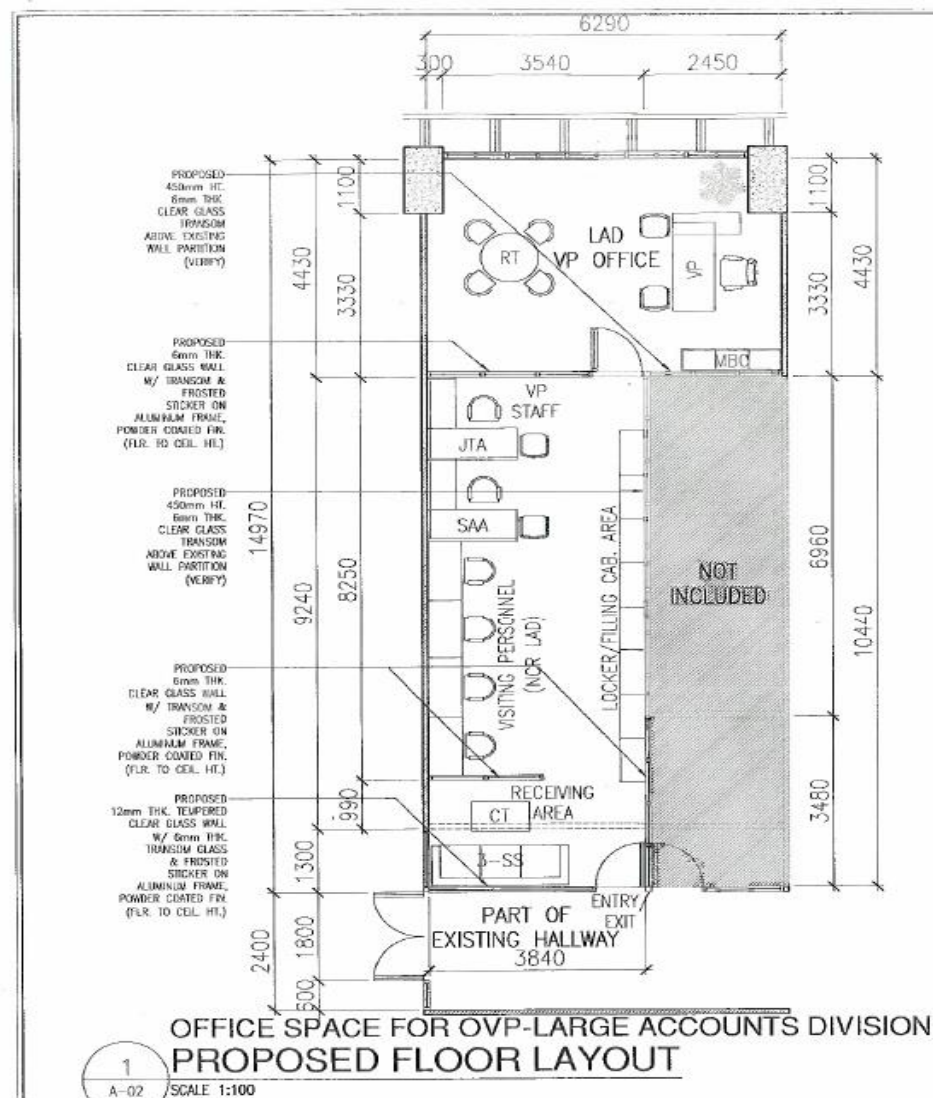 6290
300
3540
2450
PROPOSED
450mm HT.
6mm THK.
CLEAR GLASS
TRANSOM
ABOVE EXISTING
WALL PARTITION
(VERIFY)
PROPOSED
6mm THK.
CLEAR GLASS WALL
W/ TRANSOM &
FROSTED
STICKER ON
ALUMINUM FRAME,
POWDER COATED FIN.
(FLR. TO CEIL. HT.)
PROPOSED
450mm HT.
6mm THK.
CLEAR GLASS
TRANSOM
ABOVE EXISTING
WALL PARTITION
(VERIFY)
PROPOSED
6mm THK.
CLEAR GLASS WALL
W/ TRANSOM &
FROSTED
STICKER ON
ALUMINUM FRAME,
POWDER COATED FIN.
(FLR. TO CEIL. HT.)
PROPOSED
12mm THK. TEMPERED
CLEAR GLASS WALL
W/ 6mm THK.
TRANSOM GLASS
& FROSTED
STICKER ON
ALUMINUM FRAME,
POWDER COATED FIN.
(FLR. TO CEIL. HT.)
14970
2400
4430
9240
1300
1800
600
1100
3330
8250
990
RT
LAD
VP OFFICE
VP
MBC
VP
STAFF
JTA
SAA
VISITING PERSONNEL
(NCR LAD)
LOCKER/FILLING CAB. AREA
NOT
INCLUDED
RECEIVING
AREA
CT
3-SS
ENTRY
EXIT
PART OF
EXISTING HALLWAY
3840
1100
3330
6960
3480
4430
10440
OFFICE SPACE FOR OVP-LARGE ACCOUNTS DIVISION
PROPOSED FLOOR LAYOUT
1
A-02
SCALE 1:100